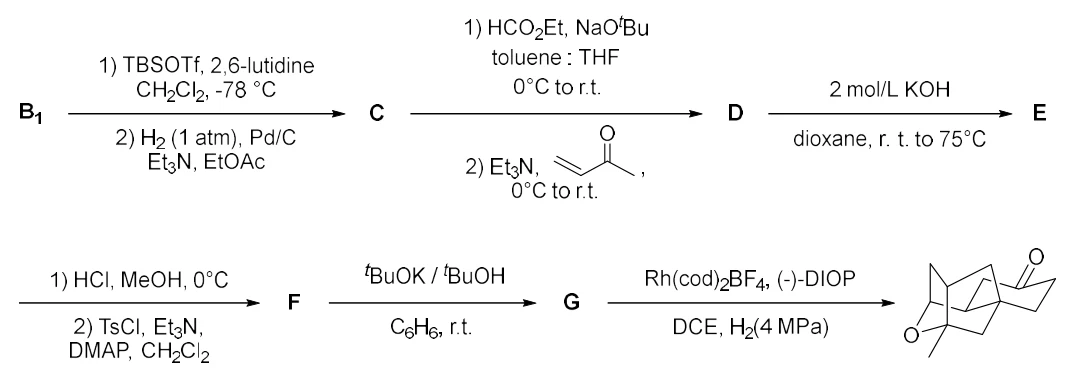 1) HCO₂Et, NaOᵗBu
toluene : THF
0°C to r.t.
1) TBSOTf, 2,6-lutidine
CH₂Cl₂, -78 °C
2 mol/L KOH
B₁
C
D
E
2) H₂ (1 atm), Pd/C
Et₃N, EtOAc
dioxane, r. t. to 75°C
O
2) Et₃N, ,
0°C to r.t.
1) HCl, MeOH, 0°C
ᵗBuOK / ᵗBuOH
Rh(cod)₂BF₄, (-)-DIOP
O
F
G
2) TsCl, Et₃N,
DMAP, CH₂Cl₂
C₆H₆, r.t.
DCE, H₂(4 MPa)
O